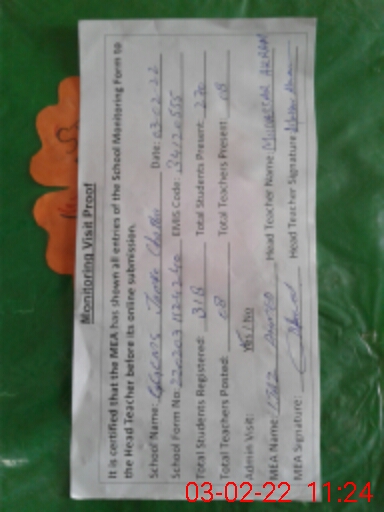 Monitoring Visit Proof
It is certified that the MEA has shown all entries of the School Monitoring Form to
the Head Teacher before its online submission.
School Name: Date: 03-02-22
School Form No: EMIS Code: 34120555
Total Students Registered: 318 Total Students Present 270
Total Teachers Posted: 08 Total Teachers Present 08
Admin Visit: Yes / No
MEA Name: Head Teacher Name:
MEA Signature: Head Teacher Signature
03-02-22 11:24